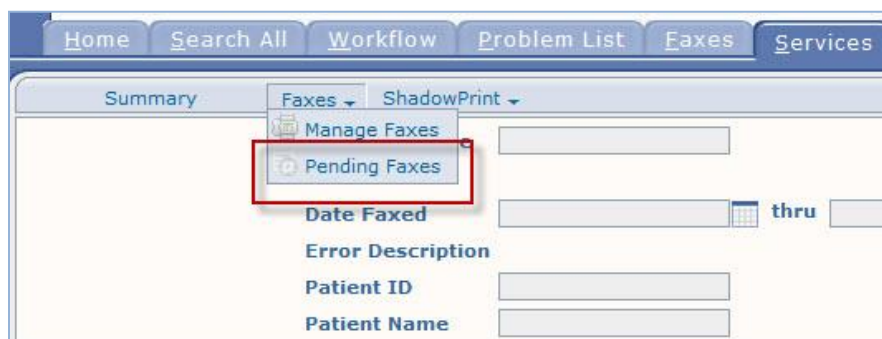 Home Search All Workflow Problem List Faxes Services
Summary Faxes ShadowPrint
Manage Faxes
Pending Faxes
Date Faxed thru
Error Description
Patient ID
Patient Name